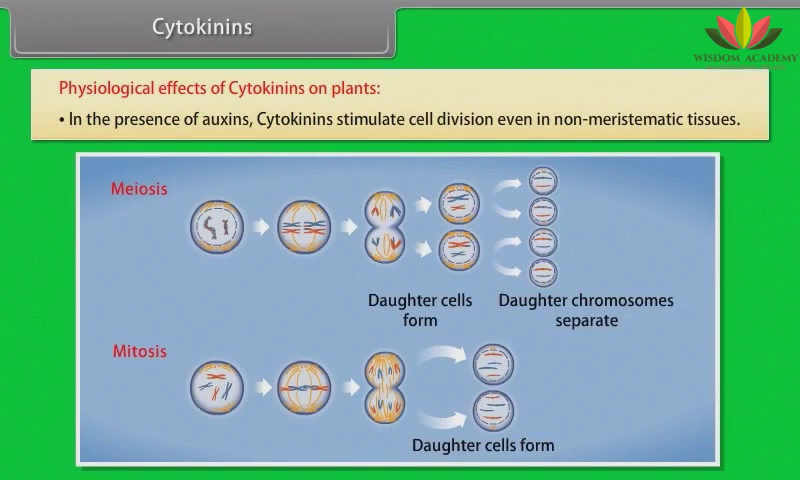 Cytokinins
WISDOM ACADEMY
Physiological effects of Cytokinins on plants:
• In the presence of auxins, Cytokinins stimulate cell division even in non-meristematic tissues.
Meiosis
Daughter cells
form
Daughter chromosomes
separate
Mitosis
Daughter cells form